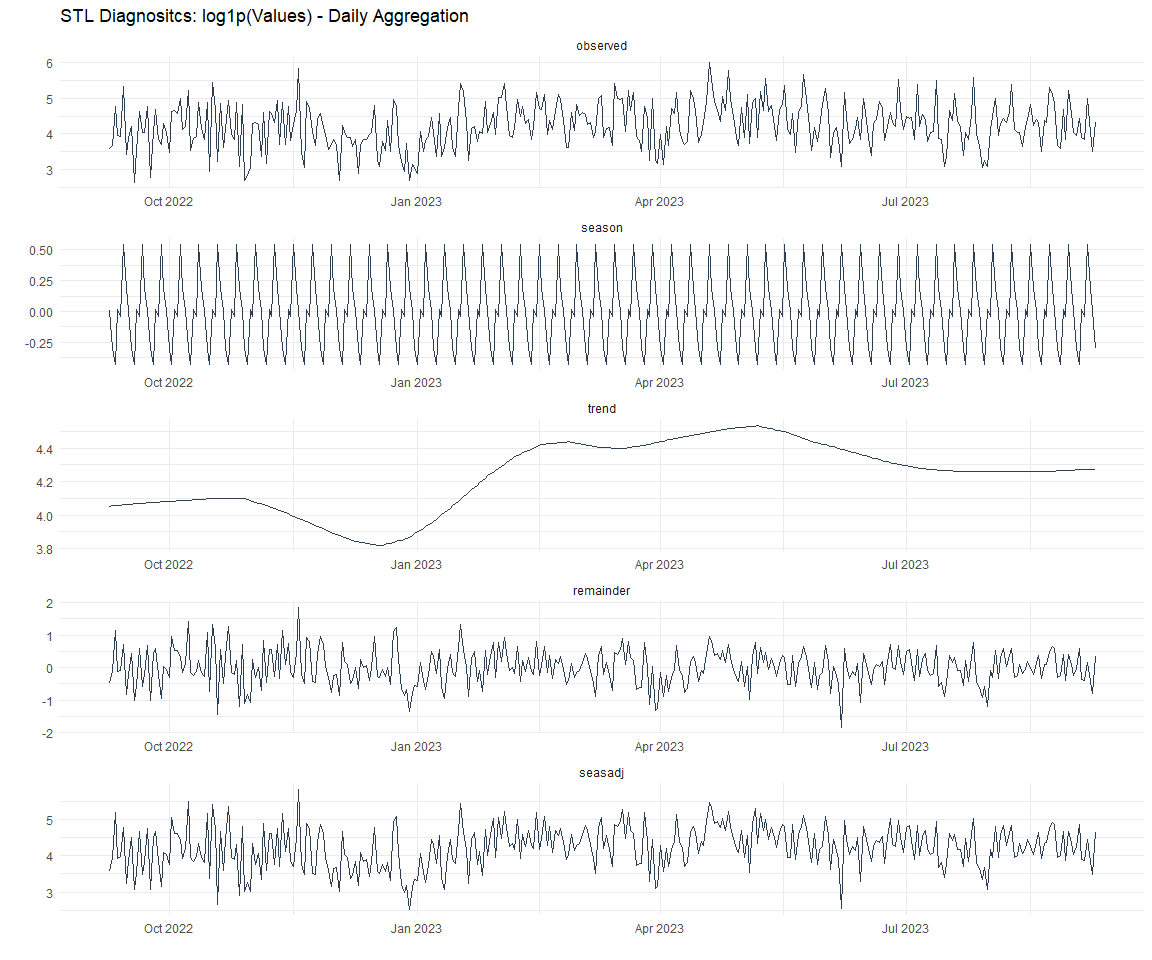 STL Diagnositcs: log1p(Values) - Daily Aggregation
observed
6
5
4
3
Oct 2022 Jan 2023 Apr 2023 Jul 2023
season
0.50
0.25
0.00
-0.25
Oct 2022 Jan 2023 Apr 2023 Jul 2023
trend
4.4
4.2
4.0
3.8
Oct 2022 Jan 2023 Apr 2023 Jul 2023
remainder
2
1
0
-1
-2
Oct 2022 Jan 2023 Apr 2023 Jul 2023
seasadj
5
4
3
Oct 2022 Jan 2023 Apr 2023 Jul 2023